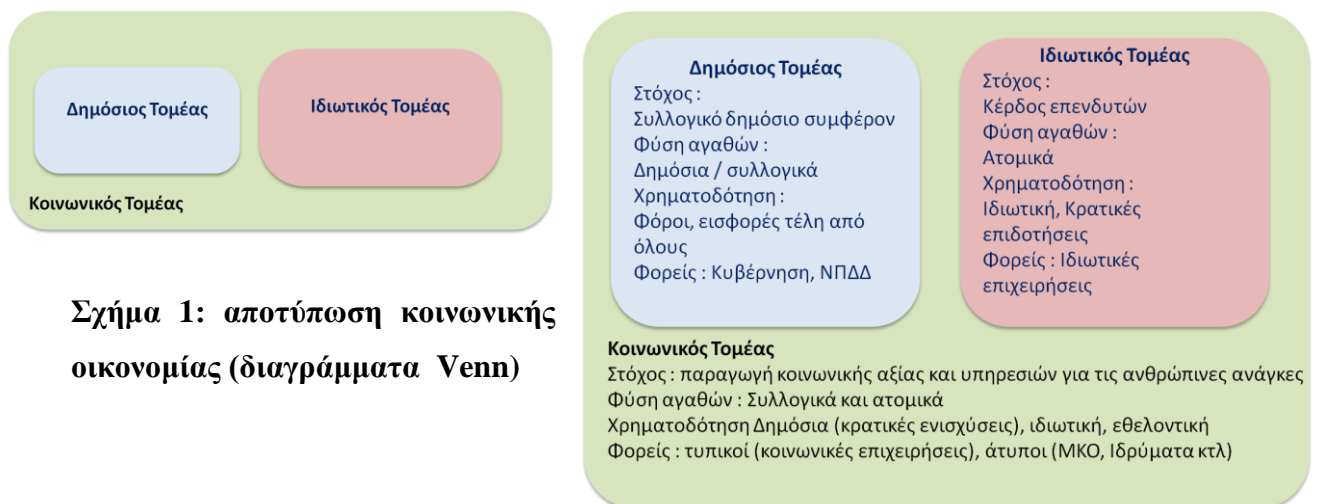 Δημόσιος Τομέας
Ιδιωτικός Τομέας
Κοινωνικός Τομέας
Σχήμα 1: αποτύπωση κοινωνικής
οικονομίας (διαγράμματα Venn)
Δημόσιος Τομέας
Στόχος :
Συλλογικό δημόσιο συμφέρον
Φύση αγαθών :
Δημόσια / συλλογικά
Χρηματοδότηση :
Φόροι, εισφορές τέλη από
όλους
Φορείς : Κυβέρνηση, ΝΠΔΔ
Ιδιωτικός Τομέας
Στόχος :
Κέρδος επενδυτών
Φύση αγαθών :
Ατομικά
Χρηματοδότηση :
Ιδιωτική, Κρατικές
επιδοτήσεις
Φορείς : Ιδιωτικές
επιχειρήσεις
Κοινωνικός Τομέας
Στόχος : παραγωγή κοινωνικής αξίας και υπηρεσιών για τις ανθρώπινες ανάγκες
Φύση αγαθών : Συλλογικά και ατομικά
Χρηματοδότηση Δημόσια (κρατικές ενισχύσεις), ιδιωτική, εθελοντική
Φορείς : τυπικοί (κοινωνικές επιχειρήσεις), άτυποι (ΜΚΟ, Ιδρύματα κτλ)